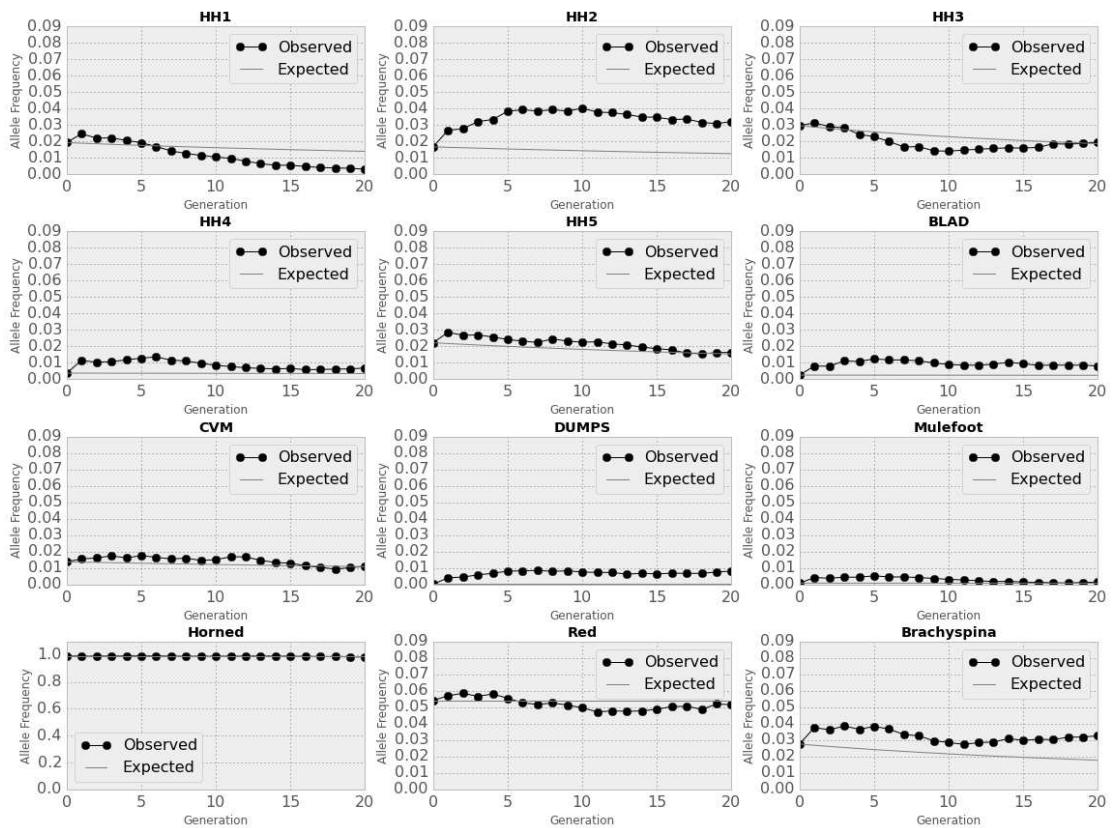 HH1
0.09
0.08
0.07
0.06
0.05
0.04
0.03
0.02
0.01
0.00
Allele Frequency
Observed
Expected
0 5 10 15 20
Generation
HH2
0.09
0.08
0.07
0.06
0.05
0.04
0.03
0.02
0.01
0.00
Allele Frequency
Observed
Expected
0 5 10 15 20
Generation
HH3
0.09
0.08
0.07
0.06
0.05
0.04
0.03
0.02
0.01
0.00
Allele Frequency
Observed
Expected
0 5 10 15 20
Generation
HH4
0.09
0.08
0.07
0.06
0.05
0.04
0.03
0.02
0.01
0.00
Allele Frequency
Observed
Expected
0 5 10 15 20
Generation
HH5
0.09
0.08
0.07
0.06
0.05
0.04
0.03
0.02
0.01
0.00
Allele Frequency
Observed
Expected
0 5 10 15 20
Generation
BLAD
0.09
0.08
0.07
0.06
0.05
0.04
0.03
0.02
0.01
0.00
Allele Frequency
Observed
Expected
0 5 10 15 20
Generation
CVM
0.09
0.08
0.07
0.06
0.05
0.04
0.03
0.02
0.01
0.00
Allele Frequency
Observed
Expected
0 5 10 15 20
Generation
DUMPS
0.09
0.08
0.07
0.06
0.05
0.04
0.03
0.02
0.01
0.00
Allele Frequency
Observed
Expected
0 5 10 15 20
Generation
Mulefoot
0.09
0.08
0.07
0.06
0.05
0.04
0.03
0.02
0.01
0.00
Allele Frequency
Observed
Expected
0 5 10 15 20
Generation
Horned
1.0
0.8
0.6
0.4
0.2
0.0
Allele Frequency
Observed
Expected
0 5 10 15 20
Generation
Red
0.09
0.08
0.07
0.06
0.05
0.04
0.03
0.02
0.01
0.00
Allele Frequency
Observed
Expected
0 5 10 15 20
Generation
Brachyspina
0.09
0.08
0.07
0.06
0.05
0.04
0.03
0.02
0.01
0.00
Allele Frequency
Observed
Expected
0 5 10 15 20
Generation